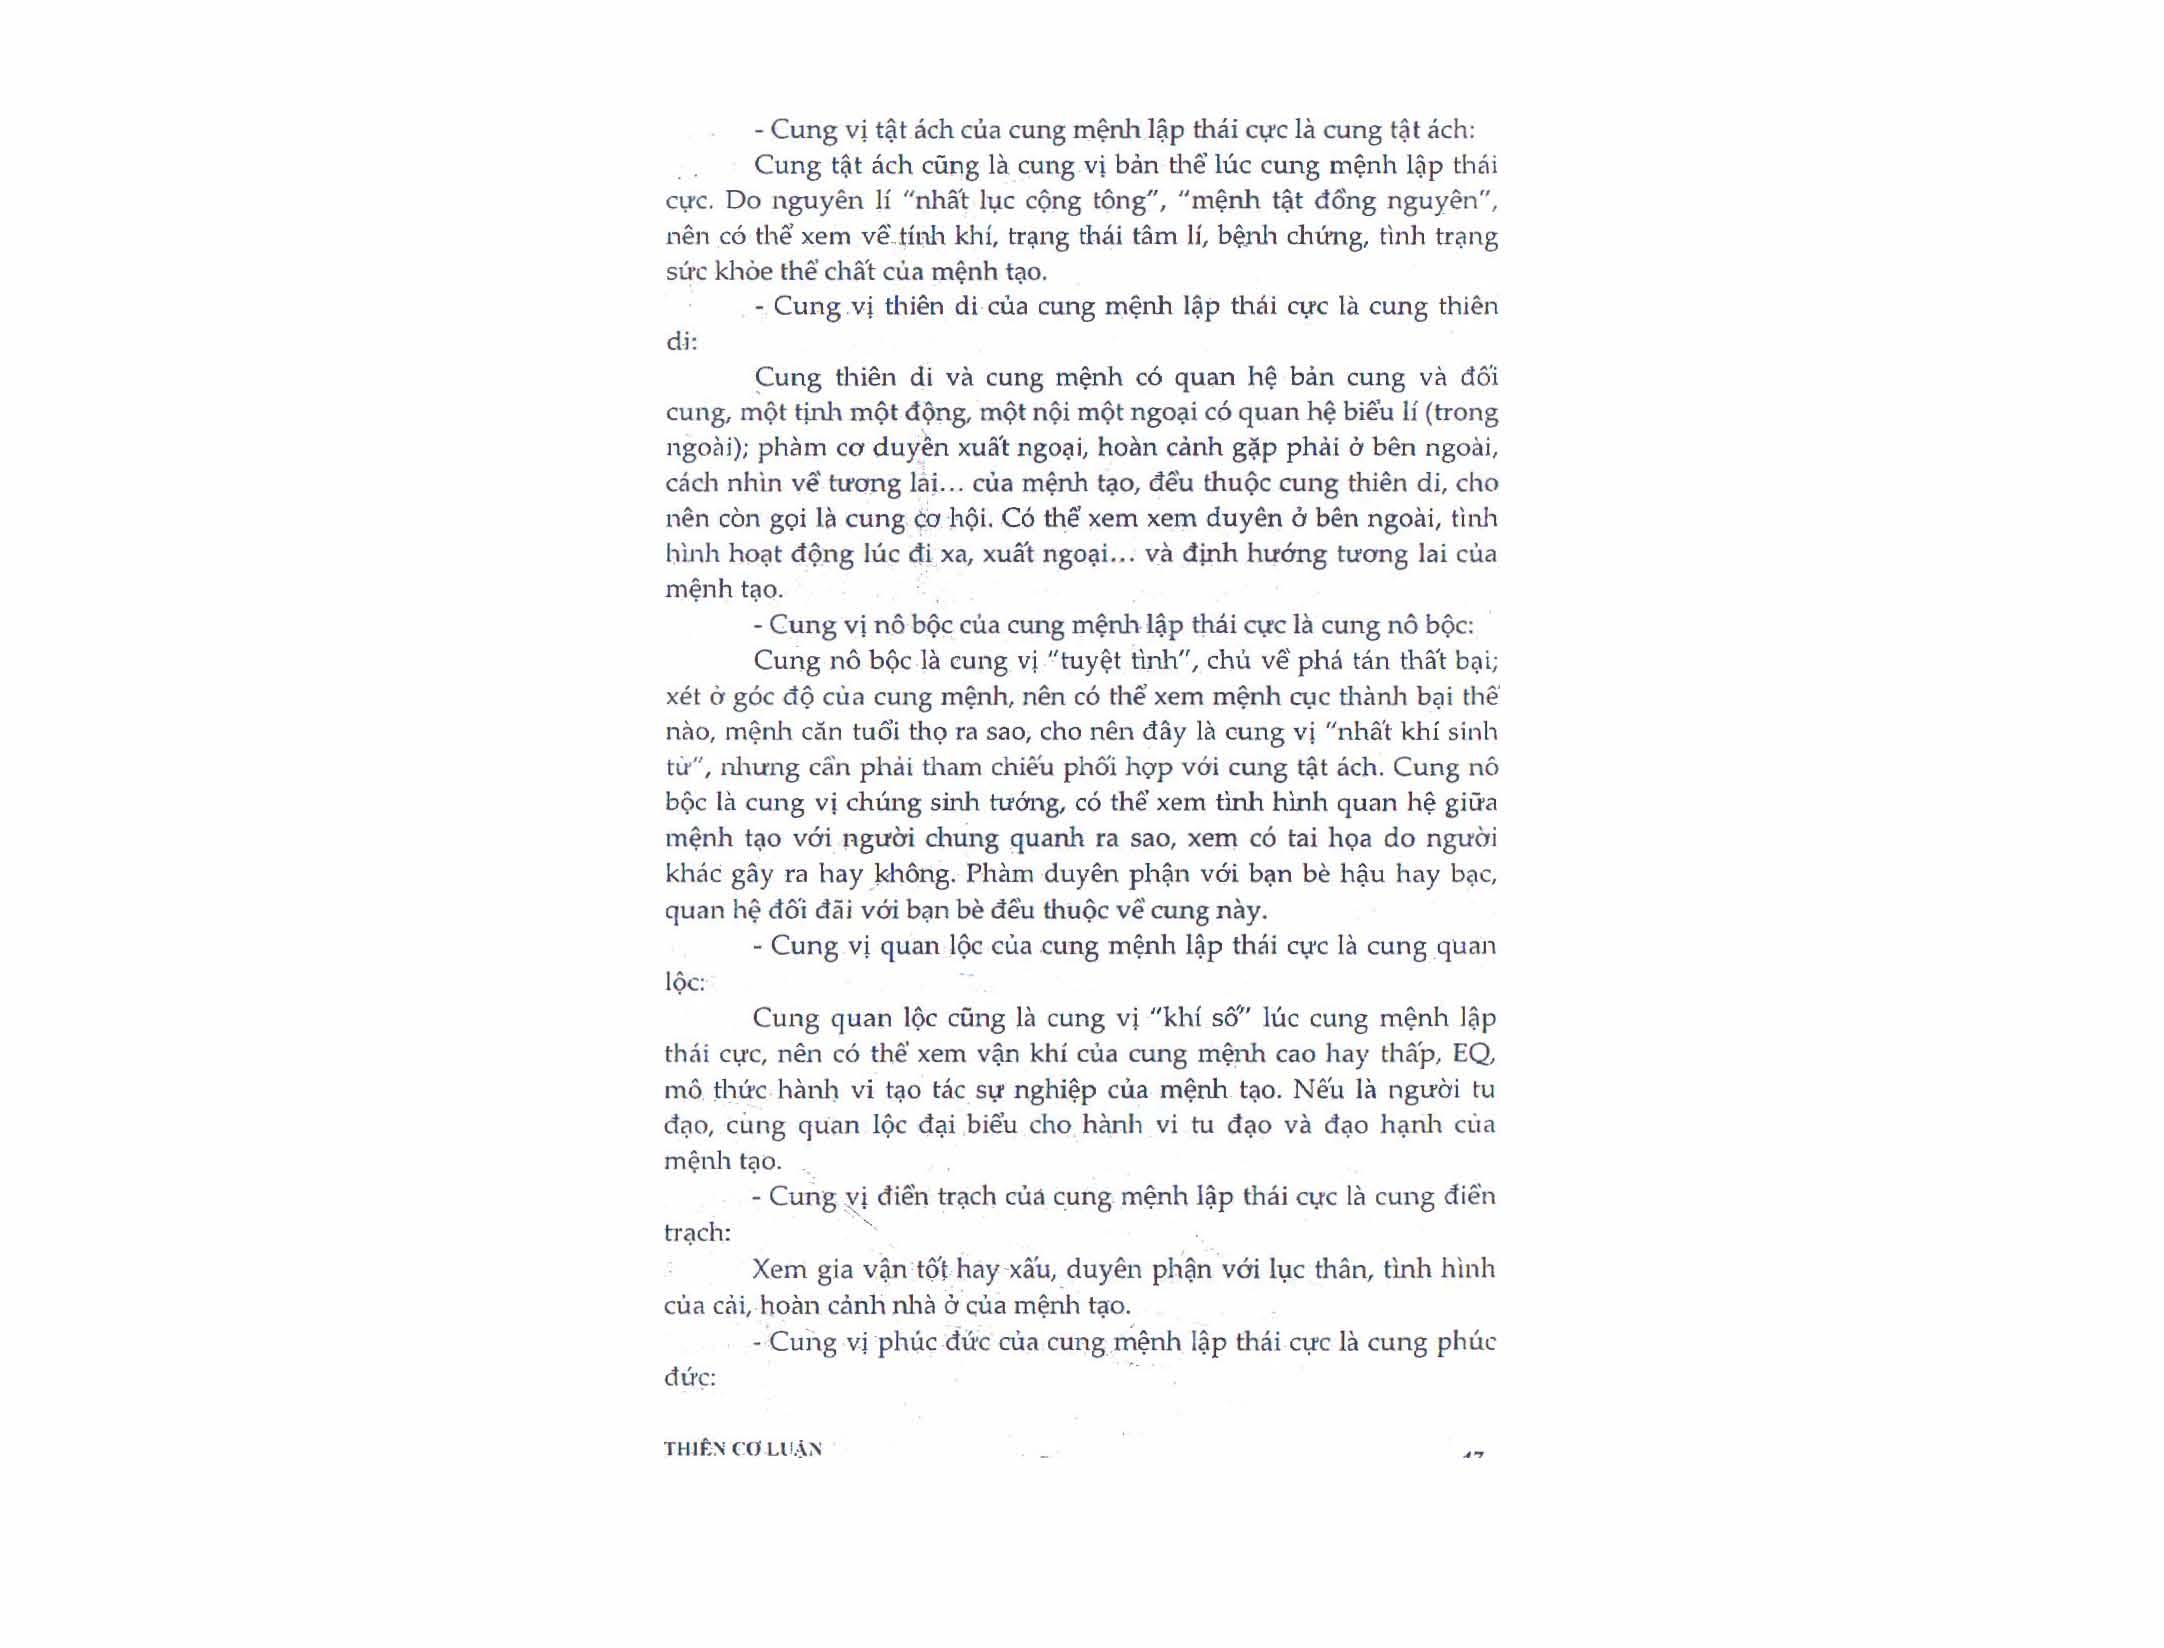 - Cung vị tật ách của cung mệnh lập thái cực là cung tật ách:
Cung tật ách cũng là cung vị bản thể lúc cung mệnh lập thái
cực. Do nguyên lí "nhất lục cộng tông", "mệnh tật đồng nguyên",
nên có thể xem về tính khí, trạng thái tâm lí, bệnh chứng, tình trạng
sức khỏe thể chất của mệnh tạo.
- Cung vị thiên di của cung mệnh lập thái cực là cung thiên
di:
Cung thiên di và cung mệnh có quan hệ bản cung và đối
cung, một tịnh một động, một nội một ngoại có quan hệ biểu lí (trong
ngoài); phàm cơ duyên xuất ngoại, hoàn cảnh gặp phải ở bên ngoài,
cách nhìn về tương lai... của mệnh tạo, đều thuộc cung thiên di, cho
nên còn gọi là cung cơ hội. Có thể xem xem duyên ở bên ngoài, tình
hình hoạt động lúc đi xa, xuất ngoại... và định hướng tương lai của
mệnh tạo.
- Cung vị nô bộc của cung mệnh lập thái cực là cung nô bộc:
Cung nô bộc là cung vị "tuyệt tình", chủ về phá tán thất bại;
xét ở góc độ của cung mệnh, nên có thể xem mệnh cục thành bại thế
nào, mệnh căn tuổi thọ ra sao, cho nên đây là cung vị "nhất khí sinh
tử", nhưng cần phải tham chiếu phối hợp với cung tật ách. Cung nô
bộc là cung vị chúng sinh tướng, có thể xem tình hình quan hệ giữa
mệnh tạo với người chung quanh ra sao, xem có tai họa do người
khác gây ra hay không. Phàm duyên phận với bạn bè hậu hay bạc,
quan hệ đối đãi với bạn bè đều thuộc về cung này.
- Cung vị quan lộc của cung mệnh lập thái cực là cung quan
lộc:
Cung quan lộc cũng là cung vị "khí số" lúc cung mệnh lập
thái cực, nên có thể xem vận khí của cung mệnh cao hay thấp, EQ,
mô thức hành vi tạo tác sự nghiệp của mệnh tạo. Nếu là người tu
đạo, cung quan lộc đại biểu cho hành vi tu đạo và đạo hạnh của
mệnh tạo.
- Cung vị điền trạch của cung mệnh lập thái cực là cung điền
trạch:
Xem gia vận tốt hay xấu, duyên phận với lục thân, tình hình
của cải, hoàn cảnh nhà ở của mệnh tạo.
- Cung vị phúc đức của cung mệnh lập thái cực là cung phúc
đức:
THIÊN CƠ LUẬN